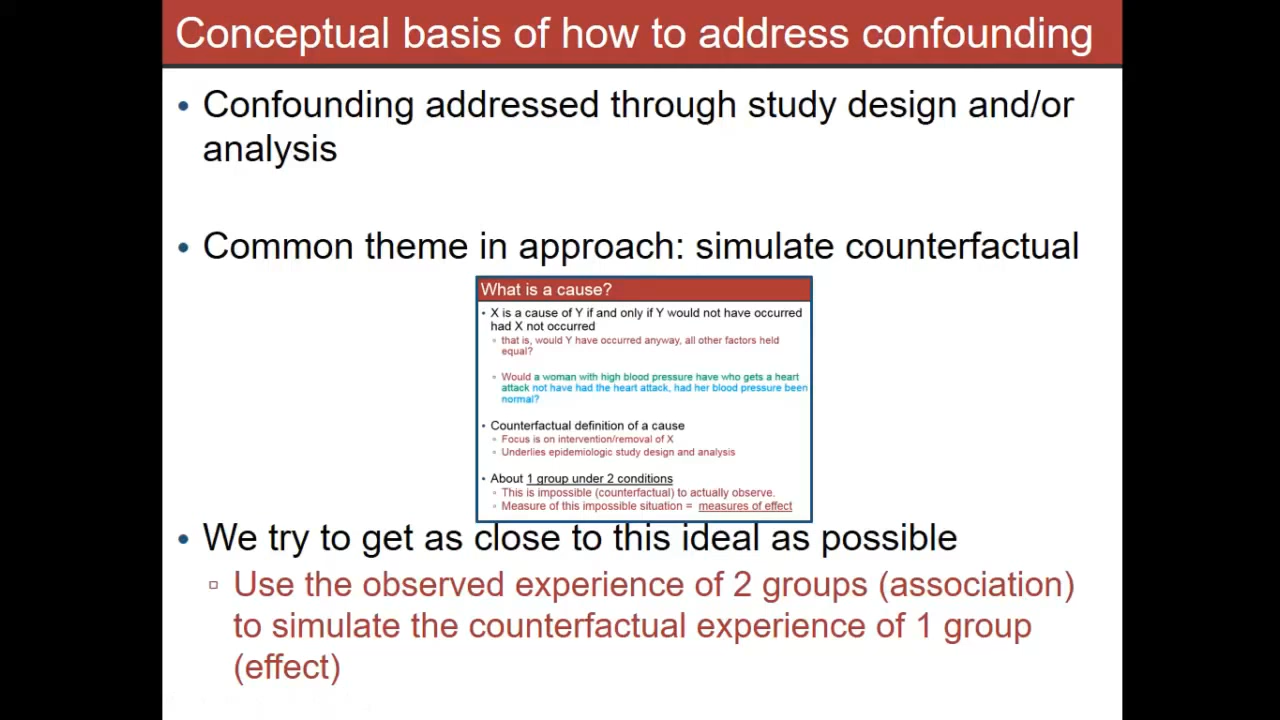 Conceptual basis of how to address confounding
• Confounding addressed through study design and/or
analysis
• Common theme in approach: simulate counterfactual
What is a cause?
• X is a cause of Y if and only if Y would not have occurred
had X not occurred
▫ that is, would Y have occurred anyway, all other factors held
equal?
▫ Would a woman with high blood pressure have who gets a heart
attack not have had the heart attack, had her blood pressure been
normal?
• Counterfactual definition of a cause
▫ Focus is on intervention/removal of X
▫ Underlies epidemiologic study design and analysis
• About 1 group under 2 conditions
▫ This is impossible (counterfactual) to actually observe.
▫ Measure of this impossible situation = measures of effect
• We try to get as close to this ideal as possible
▫ Use the observed experience of 2 groups (association)
to simulate the counterfactual experience of 1 group
(effect)